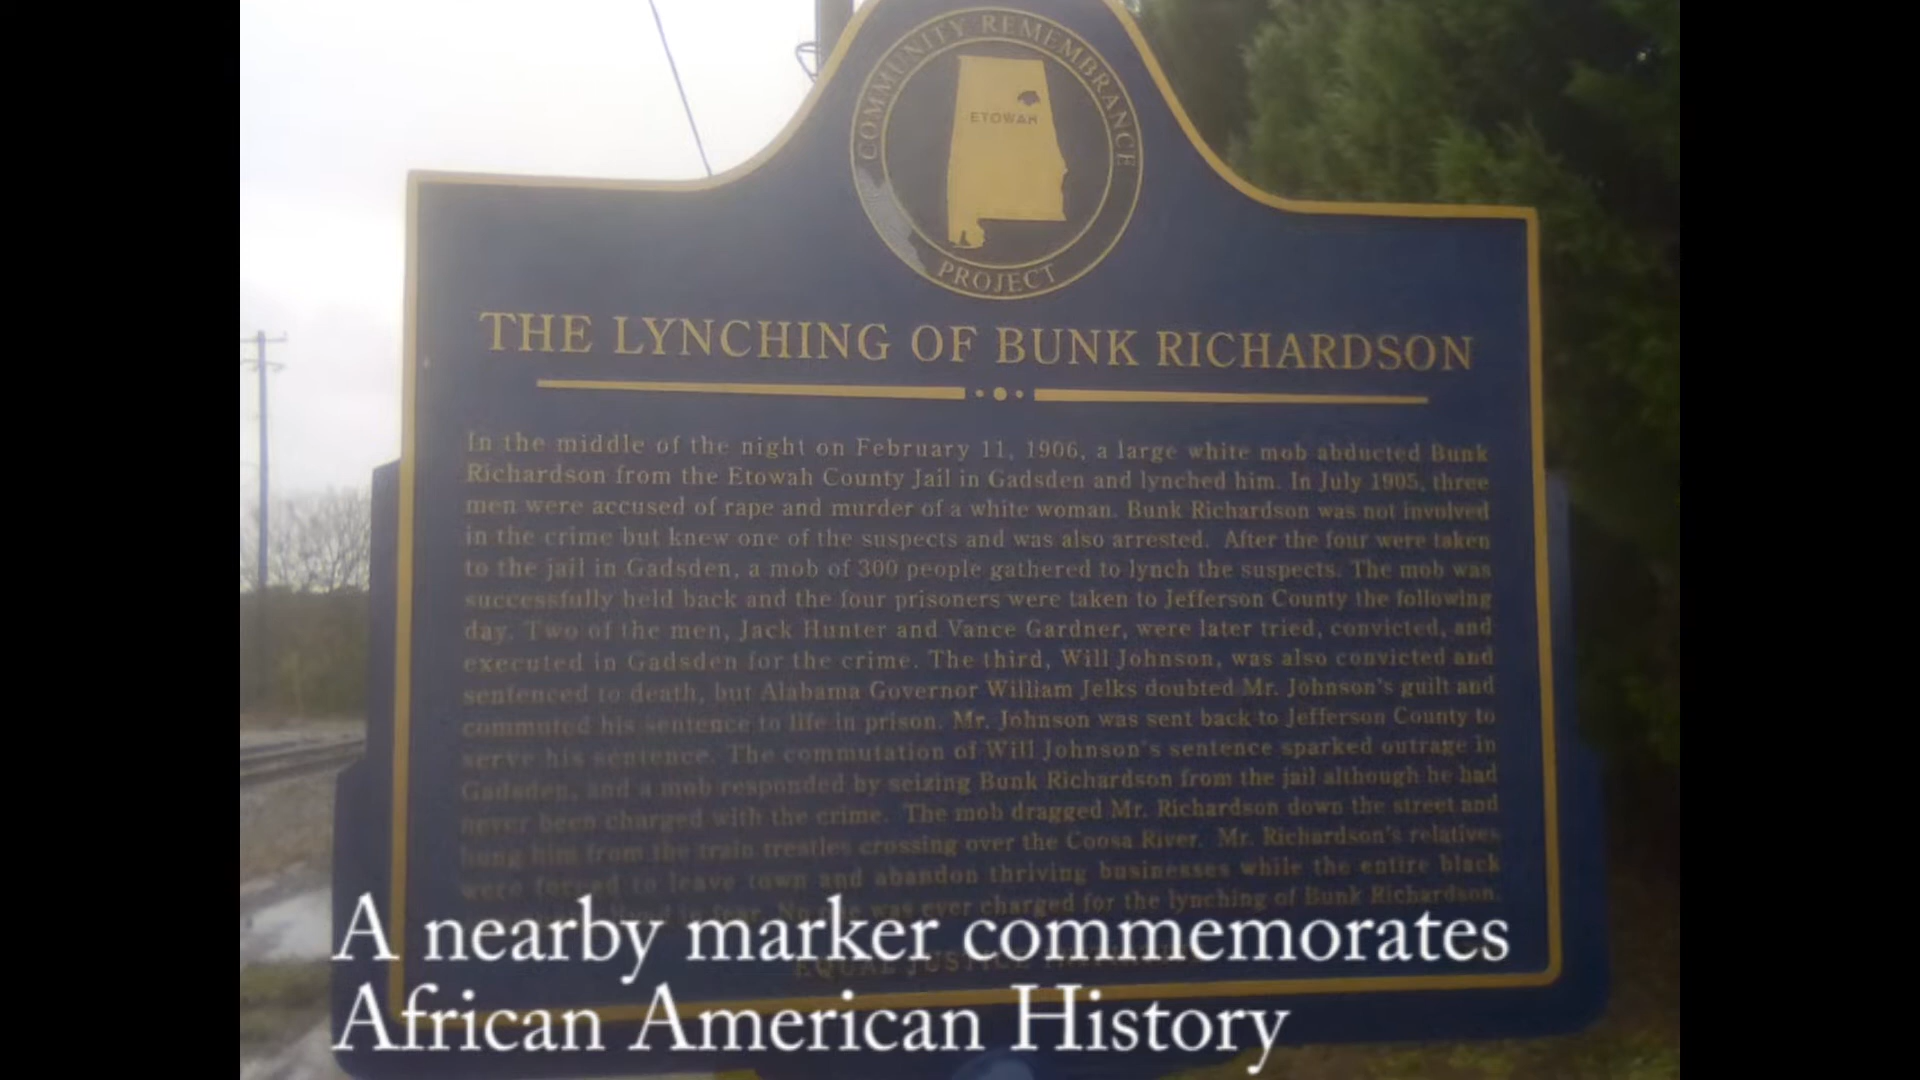 COMMUNITY REMEMBRANCE
ETOWAH
PROJECT
THE LYNCHING OF BUNK RICHARDSON
In the middle of the night on February 11, 1906, a large white mob abducted Bunk
Richardson from the Etowah County Jail in Gadsden and lynched him. In July 1905, three
men were accused of rape and murder of a white woman. Bunk Richardson was not involved
in the crime but knew one of the suspects and was also arrested. After the four were taken
to the jail in Gadsden, a mob of 300 people gathered to lynch the suspects. The mob was
successfully held back and the four prisoners were taken to Jefferson County the following
day. Two of the men, Jack Hunter and Vance Gardner, were later tried, convicted, and
executed in Gadsden for the crime. The third, Will Johnson, was also convicted and
sentenced to death, but Alabama Governor William Jelks doubted Mr. Johnson's guilt and
commuted his sentence to life in prison. Mr. Johnson was sent back to Jefferson County to
serve his sentence. The commutation of Will Johnson's sentence sparked outrage in
Gadsden, and a mob responded by seizing Bunk Richardson from the jail although he had
never been charged with the crime. The mob dragged Mr. Richardson down the street and
hung him from the train trestles crossing over the Coosa River. Mr. Richardson's relatives
were forced to leave town and abandon thriving businesses while the entire black
lived in fear. No one was ever charged for the lynching of Bunk Richardson.
EQUAL JUSTICE
A nearby marker commemorates
African American History